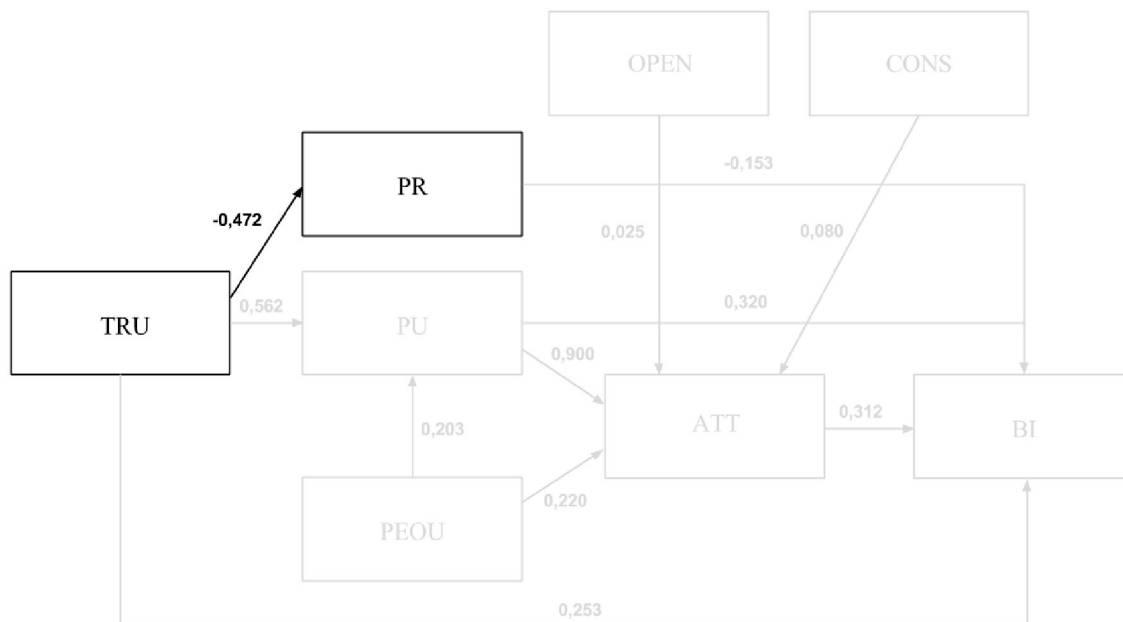 OPEN
CONS
-0,153
PR
-0,472
0,025
0,080
0,562
0,320
TRU
PU
0,900
0,312
ATT
BI
0,203
0,220
PEOU
0,253